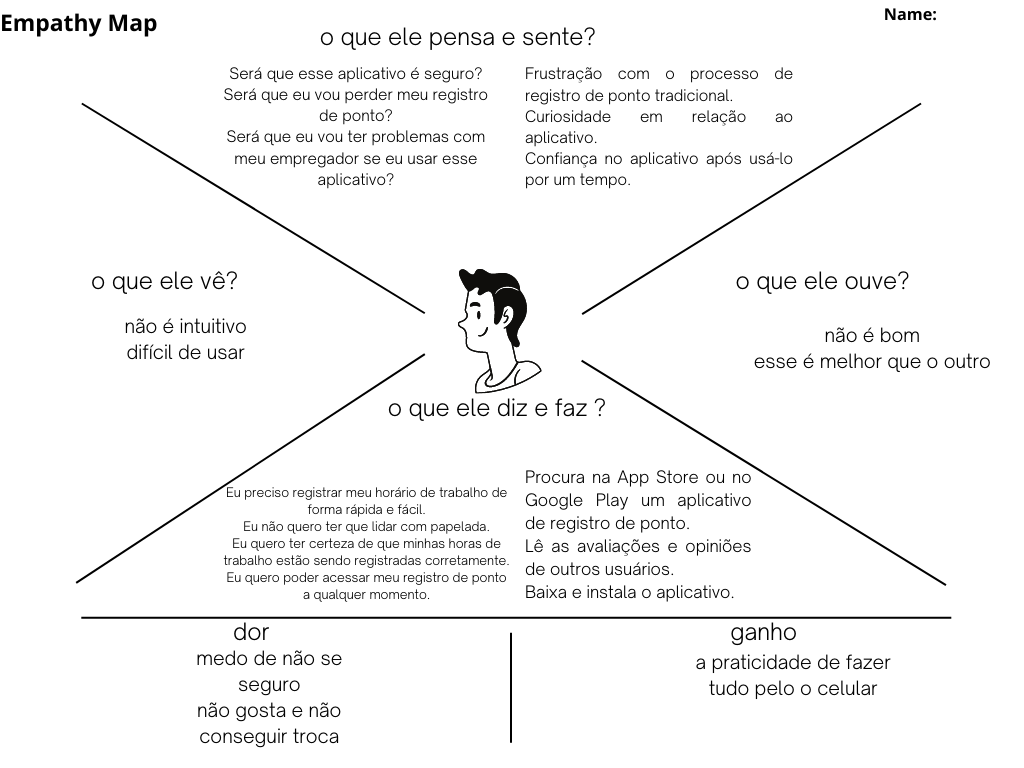 Empathy Map
Name:
o que ele pensa e sente?
Será que esse aplicativo é seguro?
Será que eu vou perder meu registro
de ponto?
Será que eu vou ter problemas com
meu empregador se eu usar esse
aplicativo?
Frustração com o processo de
registro de ponto tradicional.
Curiosidade em relação ao
aplicativo.
Confiança no aplicativo após usá-lo
por um tempo.
o que ele vê?
não é intuitivo
difícil de usar
o que ele ouve?
não é bom
esse é melhor que o outro
o que ele diz e faz ?
Eu preciso registrar meu horário de trabalho de
forma rápida e fácil.
Eu não quero ter que lidar com papelada.
Eu quero ter certeza de que minhas horas de
trabalho estão sendo registradas corretamente.
Eu quero poder acessar meu registro de ponto
a qualquer momento.
Procura na App Store ou no
Google Play um aplicativo
de registro de ponto.
Lê as avaliações e opiniões
de outros usuários.
Baixa e instala o aplicativo.
dor
medo de não se
seguro
não gosta e não
conseguir troca
ganho
a praticidade de fazer
tudo pelo o celular